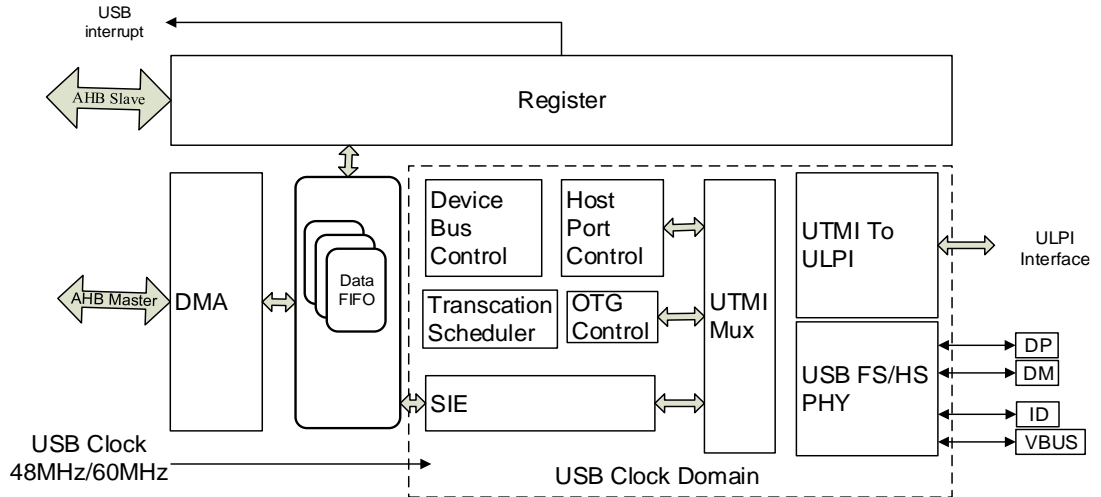 USB
interrupt
AHB Slave
Register
Device
Bus
Control
Host
Port
Control
UTMI To
ULPI
ULPI
Interface
Data
FIFO
AHB Master
DMA
Transcation
Scheduler
OTG
Control
UTMI
Mux
USB FS/HS
PHY
DP
DM
ID
VBUS
SIE
USB Clock
48MHz/60MHz
USB Clock Domain